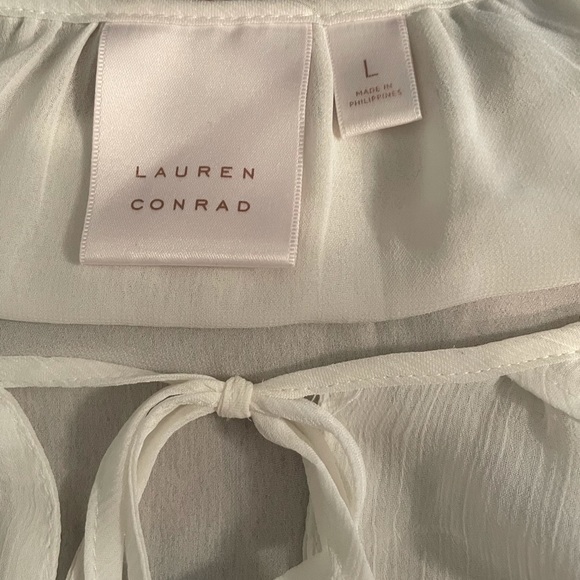 LAUREN
CONRAD
L
MADE IN
PHILIPPINES